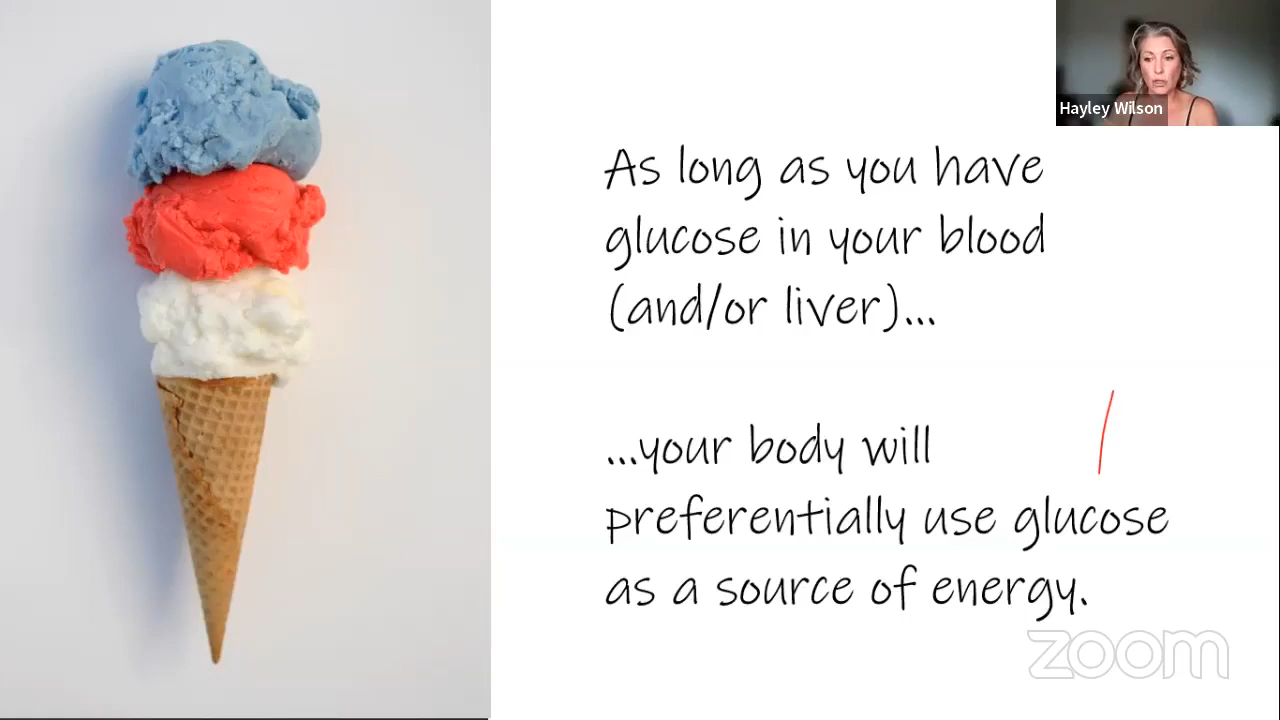 Hayley Wilson
As long as you have
glucose in your blood
(and/or liver)...
...your body will
preferentially use glucose
as a source of energy.
zoom